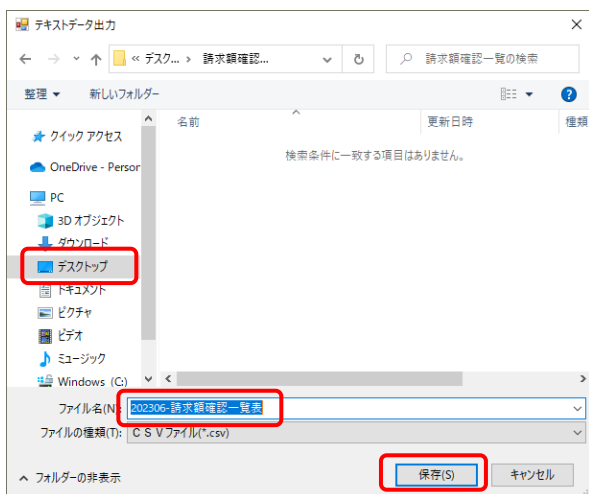 テキストデータ出力
« デスク... › 請求額確認...
請求額確認一覧の検索
整理 新しいフォルダー
名前 更新日時 種類
検索条件に一致する項目はありません。
クイック アクセス
OneDrive - Person
PC
3D オブジェクト
ダウンロード
デスクトップ
ドキュメント
ピクチャ
ビデオ
ミュージック
Windows (C:)
ファイル名(N): 202306-請求額確認一覧表
ファイルの種類(T): ＣＳＶファイル(*.csv)
フォルダーの非表示
保存(S) キャンセル